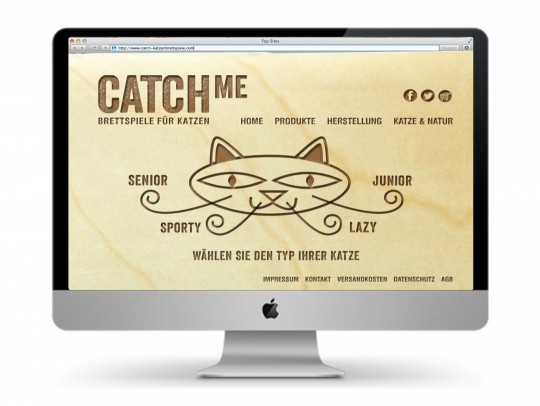 Top Sites
http://www.catch-katzenbrettspiele.com
CATCH ME
BRETTSPIELE FÜR KATZEN
HOME PRODUKTE HERSTELLUNG KATZE & NATUR
SENIOR JUNIOR
SPORTY LAZY
WÄHLEN SIE DEN TYP IHRER KATZE
IMPRESSUM KONTAKT VERSANDKOSTEN DATENSCHUTZ AGB